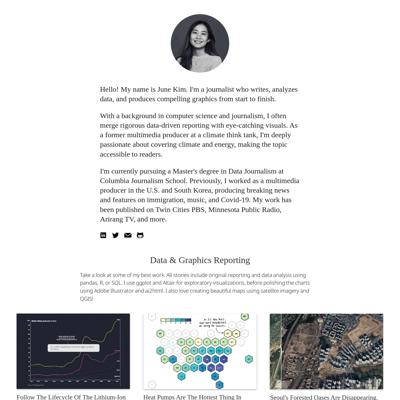 Hello! My name is June Kim. I'm a journalist who writes, analyzes
data, and produces compelling graphics from start to finish.
With a background in computer science and journalism, I often
merge rigorous data-driven reporting with eye-catching visuals. As
a former multimedia producer at a climate think tank, I'm deeply
passionate about covering climate and energy, making the topic
accessible to readers.
I'm currently pursuing a Master's degree in Data Journalism at
Columbia Journalism School. Previously, I worked as a multimedia
producer in the U.S. and South Korea, producing breaking news
and features on immigration, music, and Covid-19. My work has
been published on Twin Cities PBS, Minnesota Public Radio,
Arirang TV, and more.
Data & Graphics Reporting
Take a look at some of my best work. All stories include original reporting and data analysis using
pandas, R, or SQL. I use ggplot and Altair for exploratory visualizations, before polishing the charts
using Adobe Illustrator and ai2html. I also love creating beautiful maps using satellite imagery and
QGIS!
Follow The Lifecycle Of The Lithium-Ion
Heat Pumps Are The Hottest Thing In
Seoul's Forested Oases Are Disappearing.